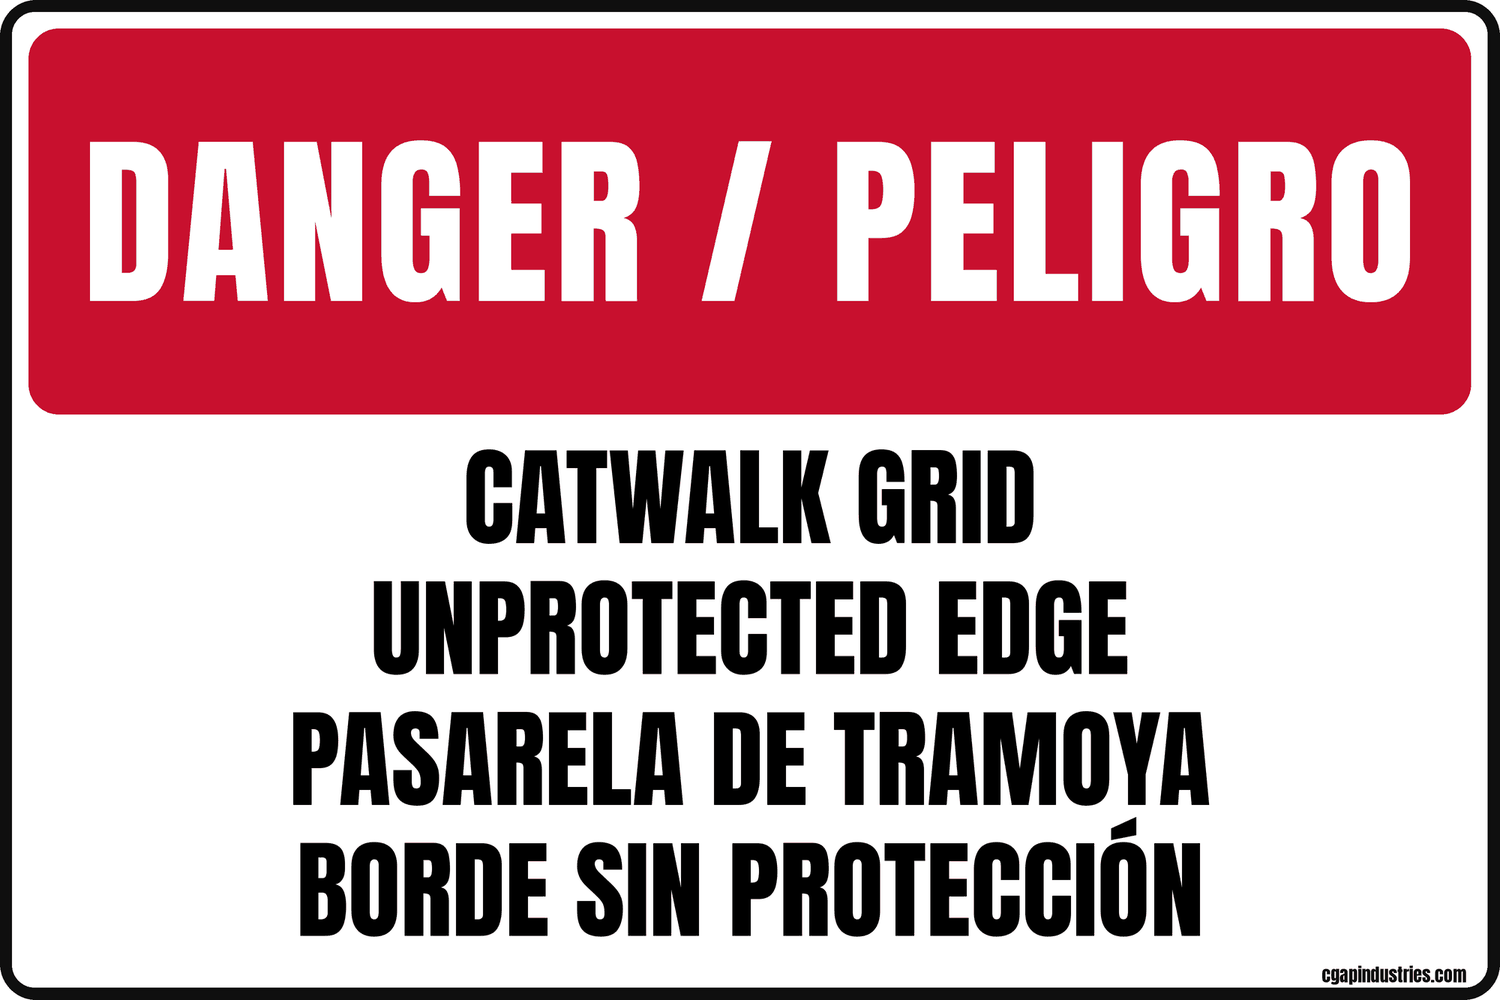 DANGER / PELIGRO
CATWALK GRID
UNPROTECTED EDGE
PASARELA DE TRAMOYA
BORDE SIN PROTECCIÓN
cgapindustries.com